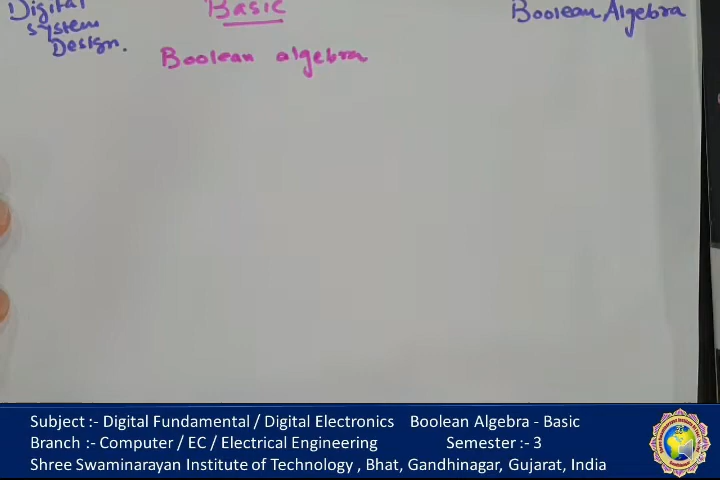 Digital
system
Design.
Basic
Boolean Algebra
Boolean algebra
Subject :- Digital Fundamental / Digital Electronics Boolean Algebra - Basic
Branch :- Computer / EC / Electrical Engineering Semester :- 3
Shree Swaminarayan Institute of Technology , Bhat, Gandhinagar, Gujarat, India